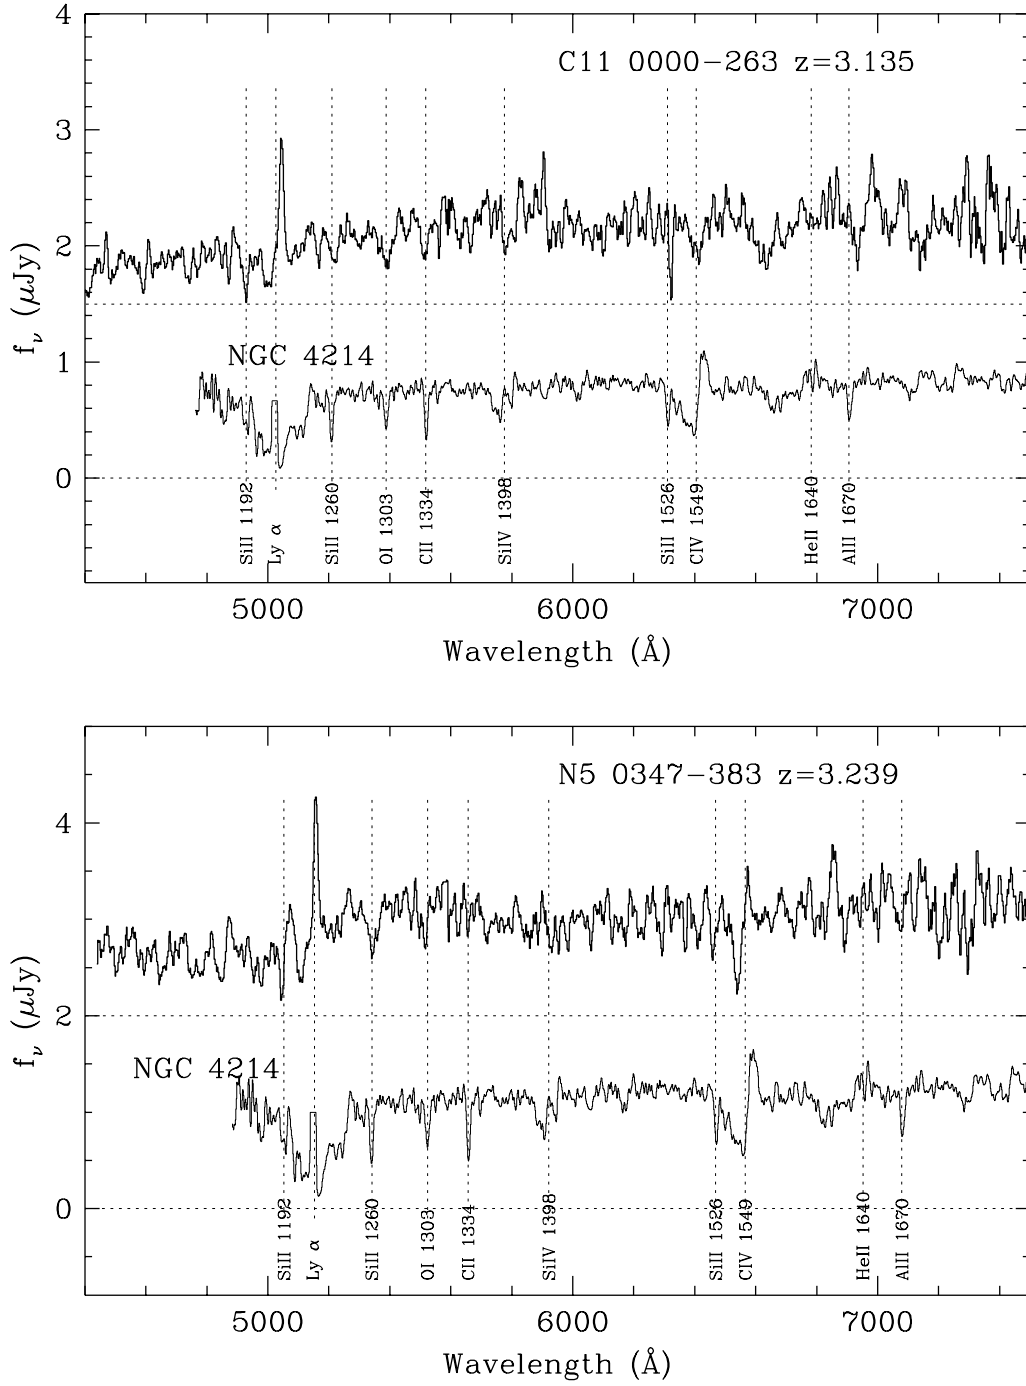 4
C11 0000−263 z=3.135
3
2
f_ν (μJy)
NGC 4214
1
0
SiII 1192
Ly α
SiII 1260
OI 1303
CII 1334
SiIV 1398
SiII 1526
CIV 1549
HeII 1640
AlII 1670
5000 6000 7000
Wavelength (Å)
N5 0347−383 z=3.239
4
2
f_ν (μJy)
NGC 4214
0
SiII 1192
Ly α
SiII 1260
OI 1303
CII 1334
SiIV 1398
SiII 1526
CIV 1549
HeII 1640
AlII 1670
5000 6000 7000
Wavelength (Å)